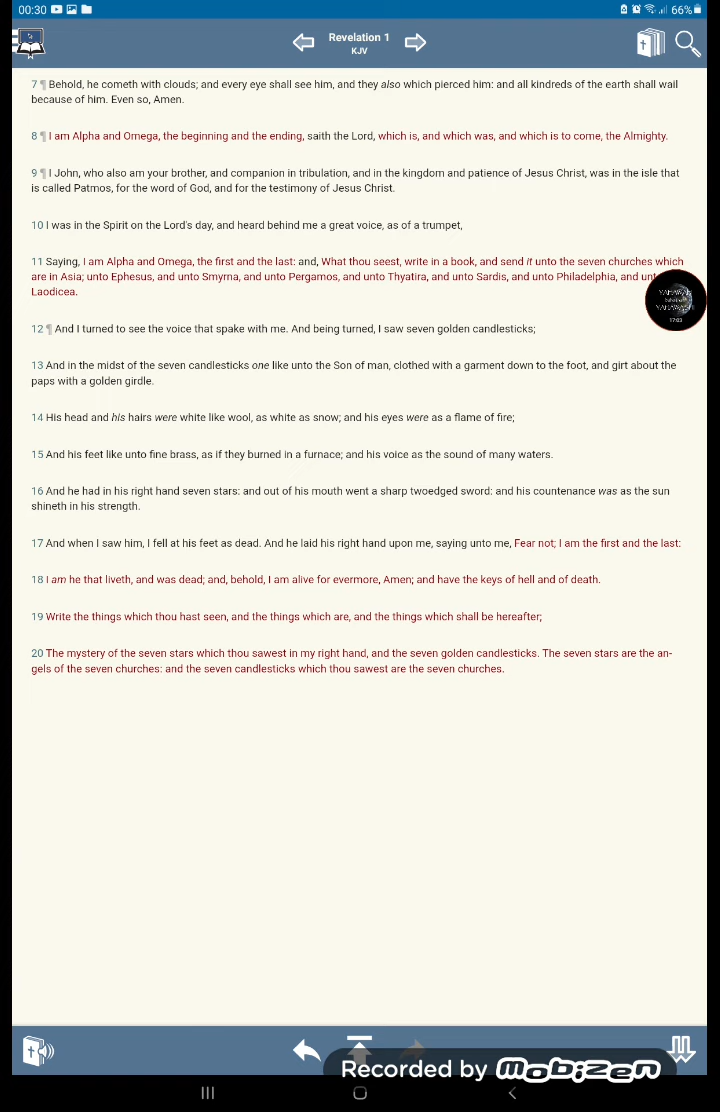 00:30
66%
Revelation 1
KJV
7 ¶ Behold, he cometh with clouds; and every eye shall see him, and they also which pierced him: and all kindreds of the earth shall wail
because of him. Even so, Amen.
8 ¶ I am Alpha and Omega, the beginning and the ending, saith the Lord, which is, and which was, and which is to come, the Almighty.
9 ¶ I John, who also am your brother, and companion in tribulation, and in the kingdom and patience of Jesus Christ, was in the isle that
is called Patmos, for the word of God, and for the testimony of Jesus Christ.
10 I was in the Spirit on the Lord's day, and heard behind me a great voice, as of a trumpet,
11 Saying, I am Alpha and Omega, the first and the last: and, What thou seest, write in a book, and send it unto the seven churches which
are in Asia; unto Ephesus, and unto Smyrna, and unto Pergamos, and unto Thyatira, and unto Sardis, and unto Philadelphia, and unt
Laodicea.
YAHAWAH
YAHAWASHI
17:03
12 ¶ And I turned to see the voice that spake with me. And being turned, I saw seven golden candlesticks;
13 And in the midst of the seven candlesticks one like unto the Son of man, clothed with a garment down to the foot, and girt about the
paps with a golden girdle.
14 His head and his hairs were white like wool, as white as snow; and his eyes were as a flame of fire;
15 And his feet like unto fine brass, as if they burned in a furnace; and his voice as the sound of many waters.
16 And he had in his right hand seven stars: and out of his mouth went a sharp twoedged sword: and his countenance was as the sun
shineth in his strength.
17 And when I saw him, I fell at his feet as dead. And he laid his right hand upon me, saying unto me, Fear not; I am the first and the last:
18 I am he that liveth, and was dead; and, behold, I am alive for evermore, Amen; and have the keys of hell and of death.
19 Write the things which thou hast seen, and the things which are, and the things which shall be hereafter;
20 The mystery of the seven stars which thou sawest in my right hand, and the seven golden candlesticks. The seven stars are the an-
gels of the seven churches: and the seven candlesticks which thou sawest are the seven churches.
Recorded by Mobizen